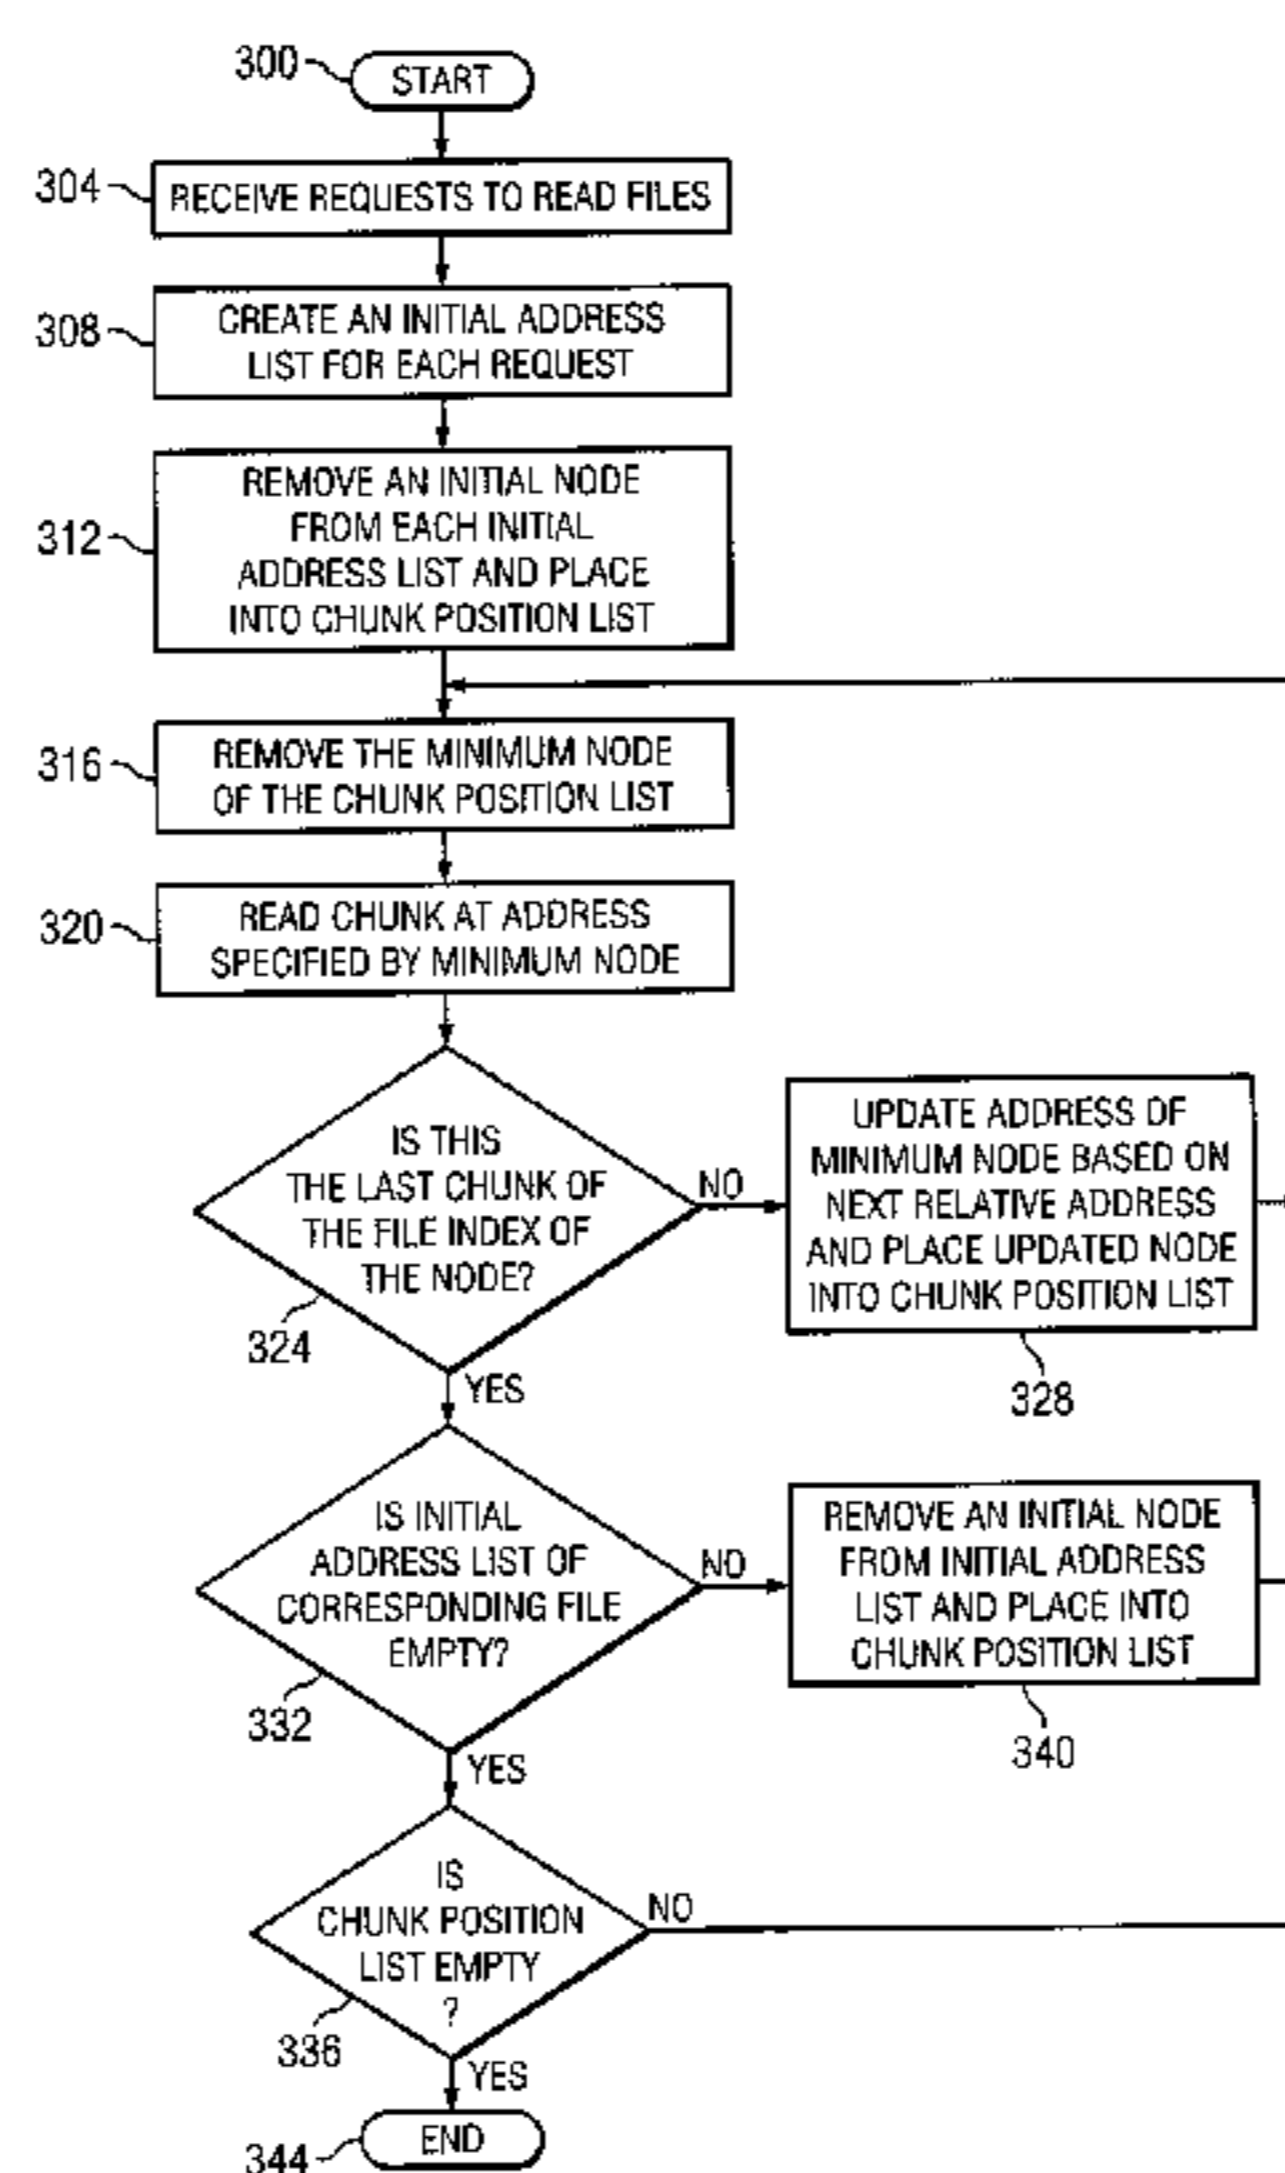 300
START
304
RECEIVE REQUESTS TO READ FILES
308
CREATE AN INITIAL ADDRESS
LIST FOR EACH REQUEST
312
REMOVE AN INITIAL NODE
FROM EACH INITIAL
ADDRESS LIST AND PLACE
INTO CHUNK POSITION LIST
316
REMOVE THE MINIMUM NODE
OF THE CHUNK POSITION LIST
320
READ CHUNK AT ADDRESS
SPECIFIED BY MINIMUM NODE
IS THIS
THE LAST CHUNK OF
THE FILE INDEX OF
THE NODE?
324
NO
UPDATE ADDRESS OF
MINIMUM NODE BASED ON
NEXT RELATIVE ADDRESS
AND PLACE UPDATED NODE
INTO CHUNK POSITION LIST
328
YES
IS INITIAL
ADDRESS LIST OF
CORRESPONDING FILE
EMPTY?
332
NO
REMOVE AN INITIAL NODE
FROM INITIAL ADDRESS
LIST AND PLACE INTO
CHUNK POSITION LIST
340
YES
IS
CHUNK POSITION
LIST EMPTY
?
336
NO
YES
END
344